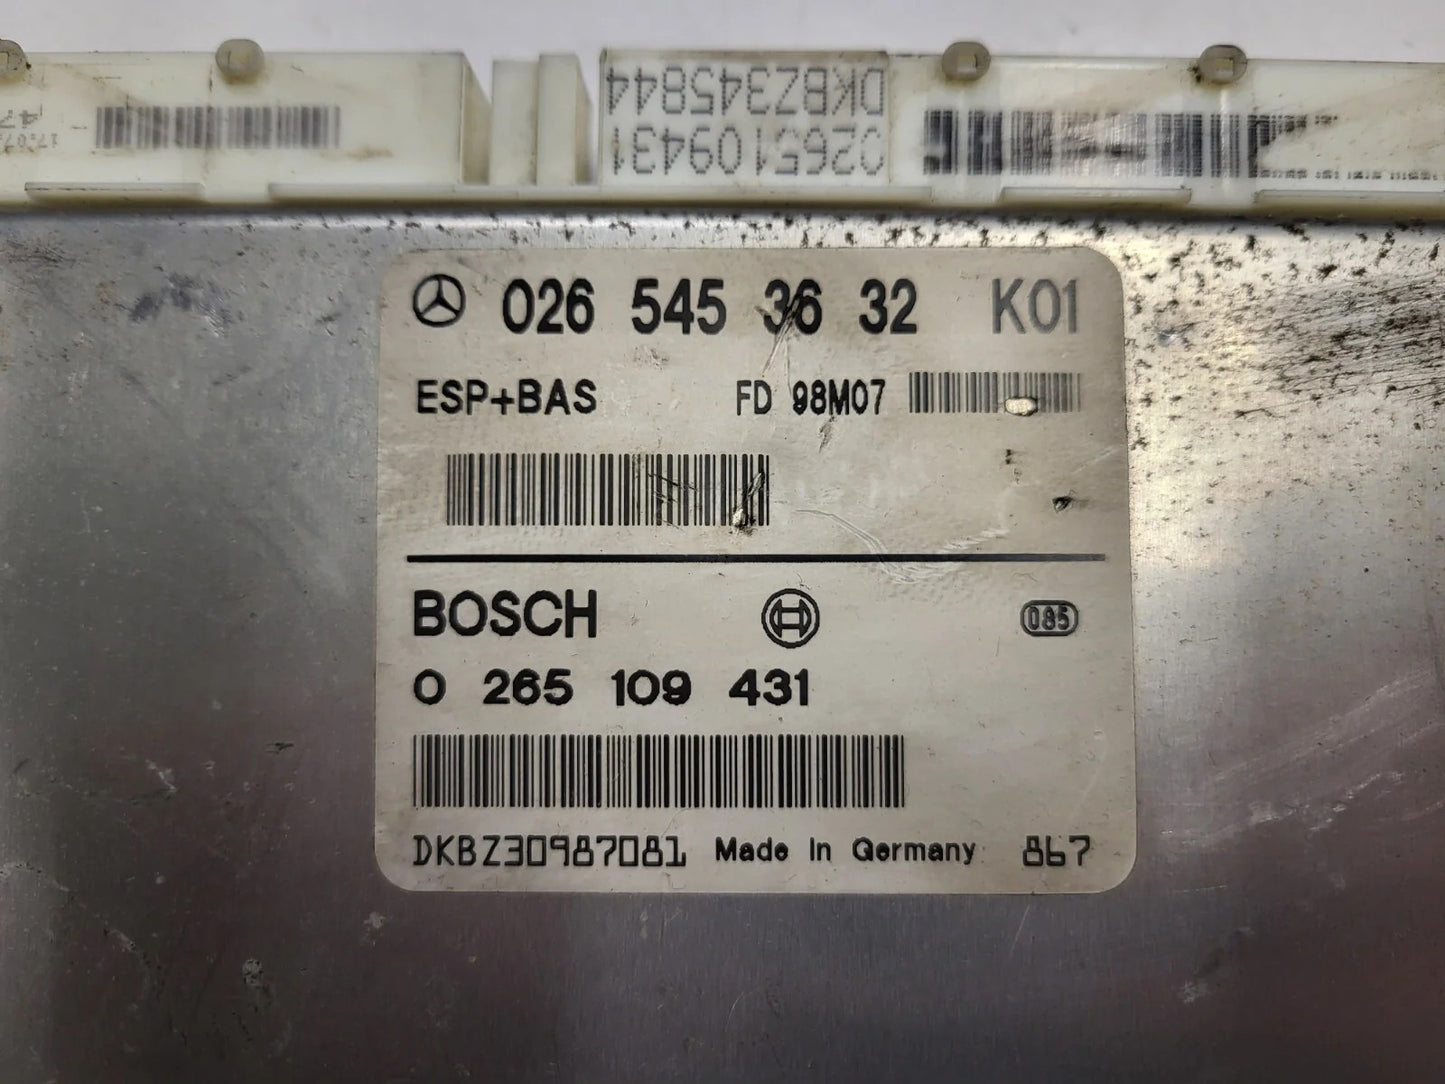 DKBZ345844
0265109431
026 545 36 32 K01
ESP+BAS FD 98M07
BOSCH 085
0 265 109 431
DKBZ30987081 Made in Germany 867